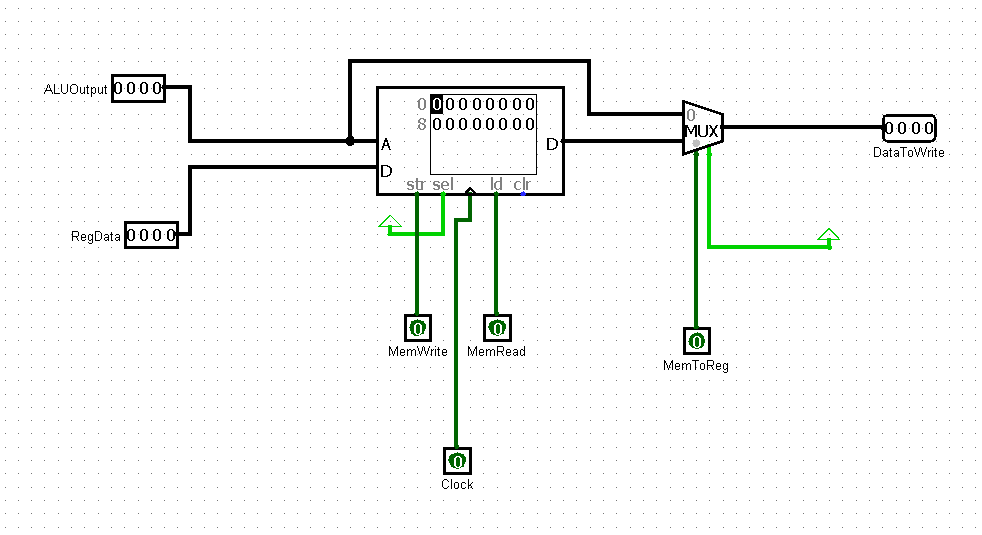 ALUOutput 0000
0 00000000
8 00000000
A
D
D
str sel ld clr
0
MUX
0000
DataToWrite
RegData 0000
0
MemWrite
0
MemRead
0
MemToReg
0
Clock